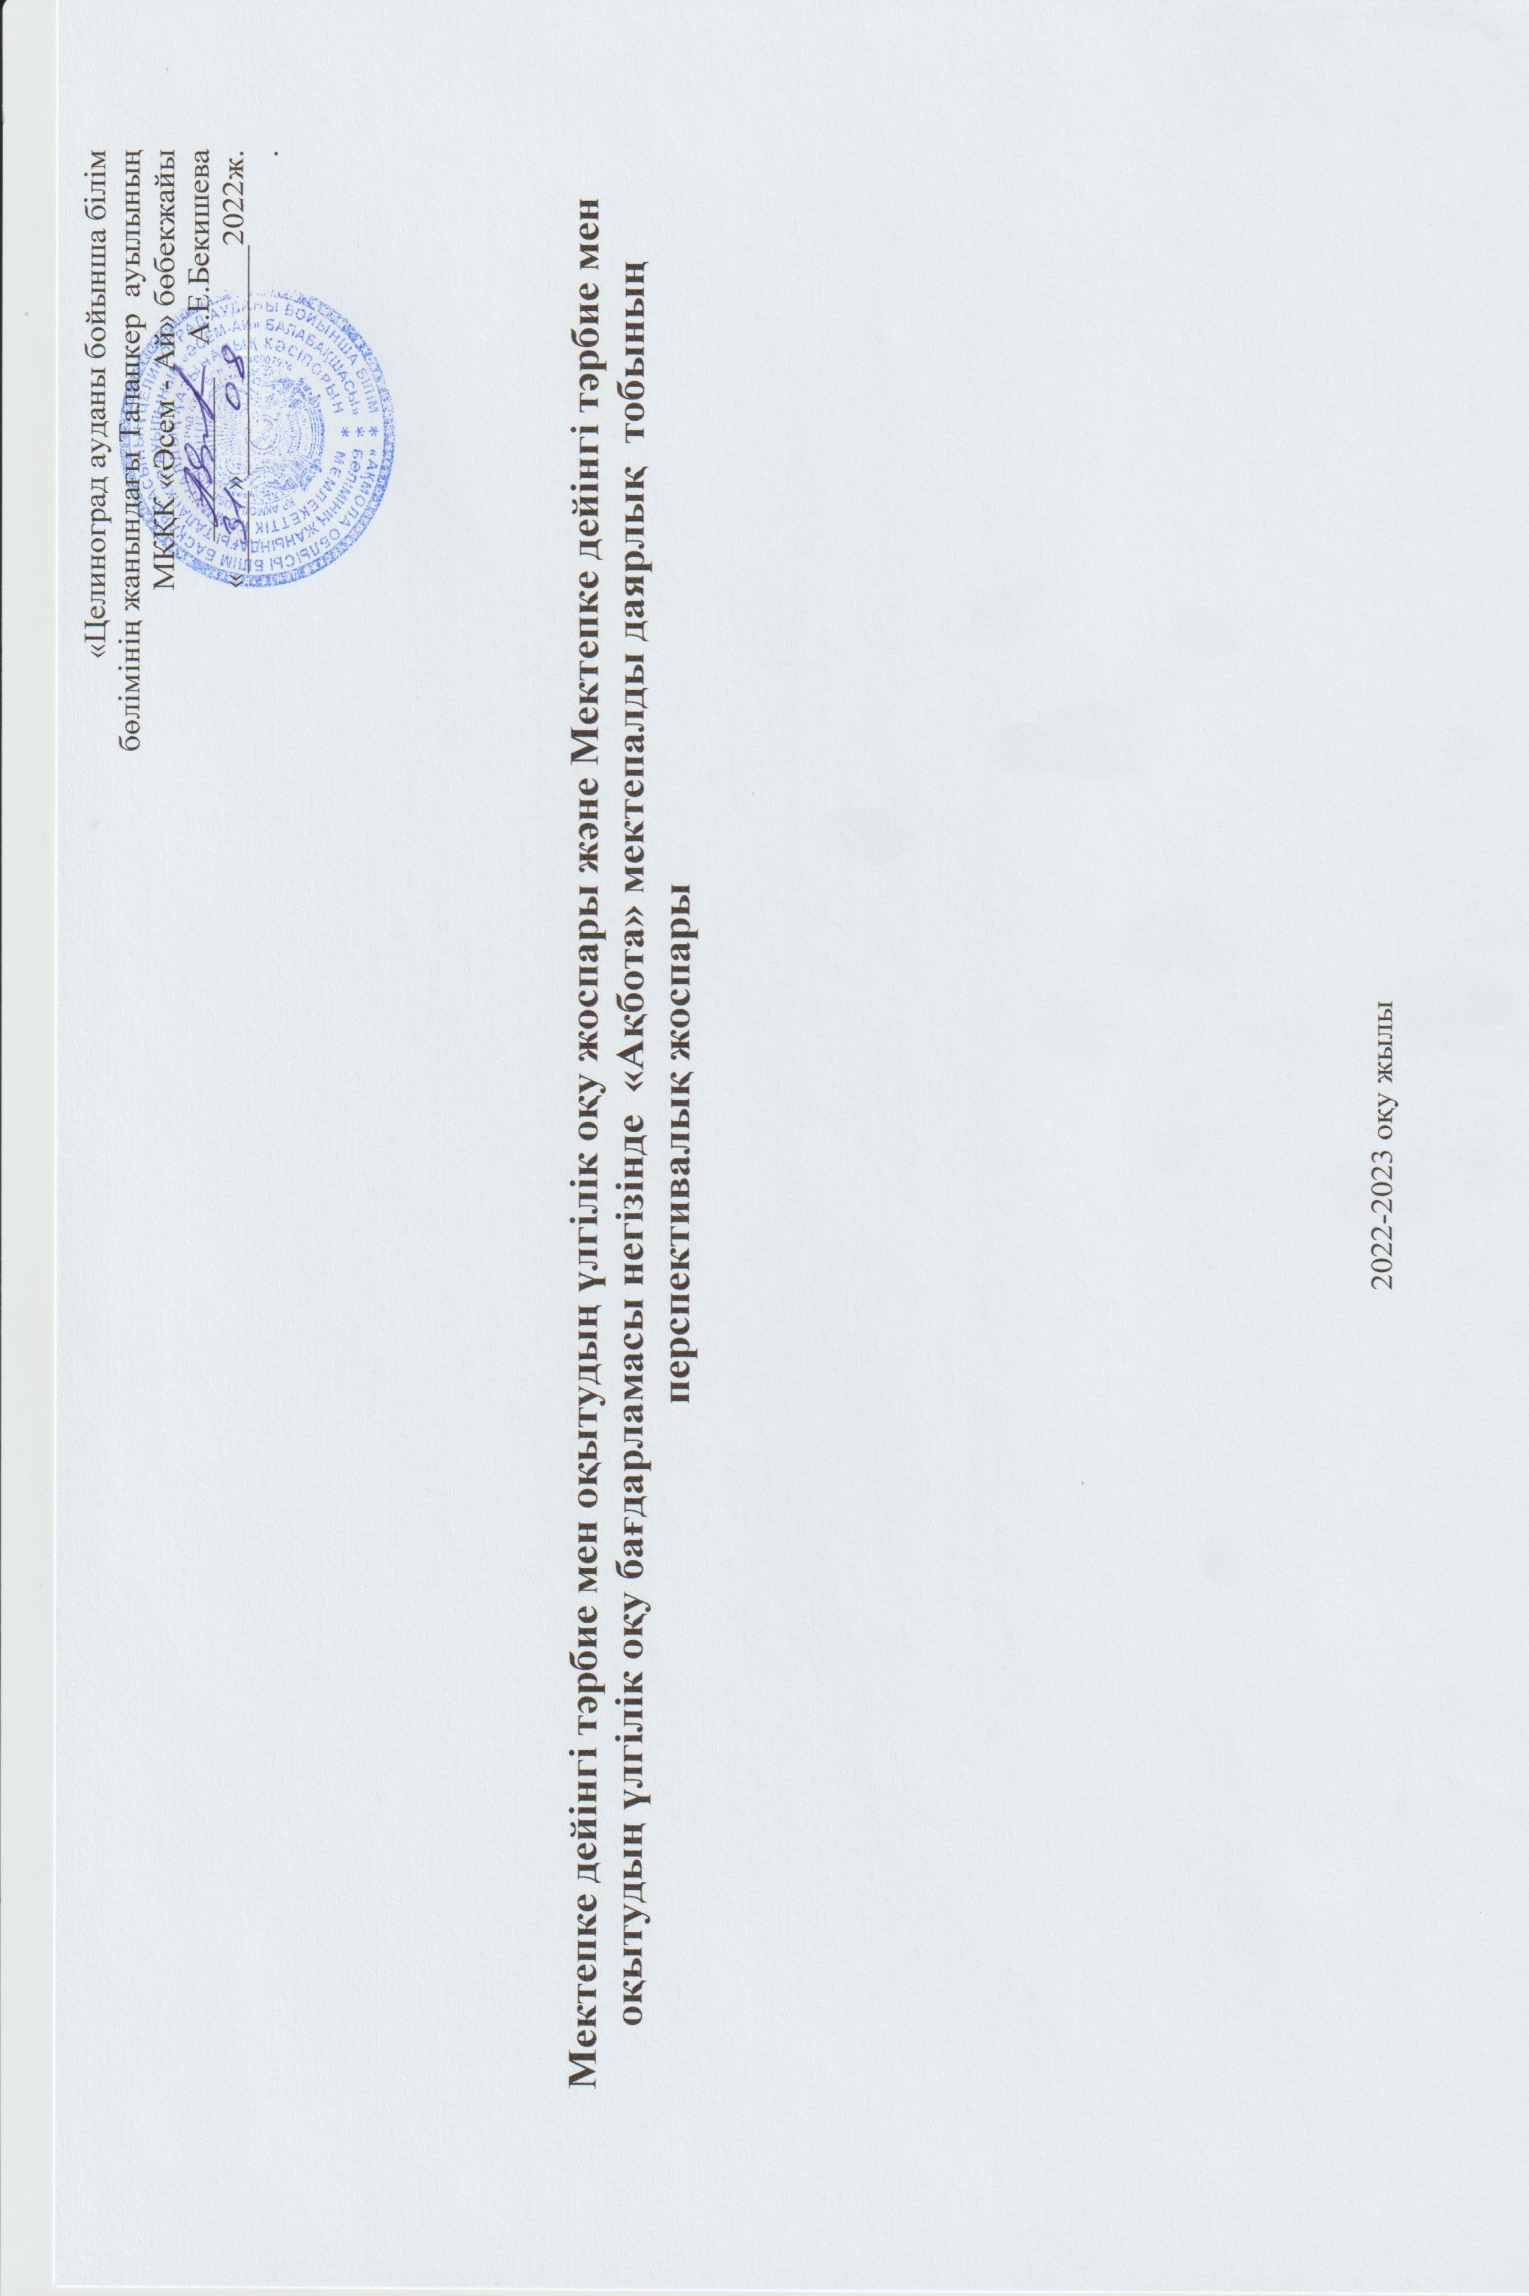 «Целиноград ауданы бойынша білім
бөлімінің жанындағы Талапкер ауылының
МКҚК «Әсем - Ай» бөбекжайы
А.Е.Бекишева
«31» 08 2022ж.
.
Мектепке дейінгі тәрбие мен оқытудың үлгілік оқу жоспары және Мектепке дейінгі тәрбие мен
оқытудың үлгілік оқу бағдарламасы негізінде «Ақбота» мектепалды даярлық тобының
перспективалық жоспары
2022-2023 оқу жылы